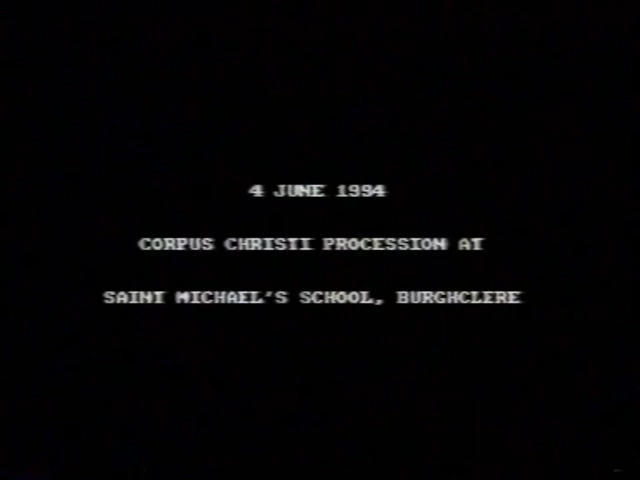 4 JUNE 1994
CORPUS CHRISTI PROCESSION AT
SAINT MICHAEL'S SCHOOL, BURGHCLERE